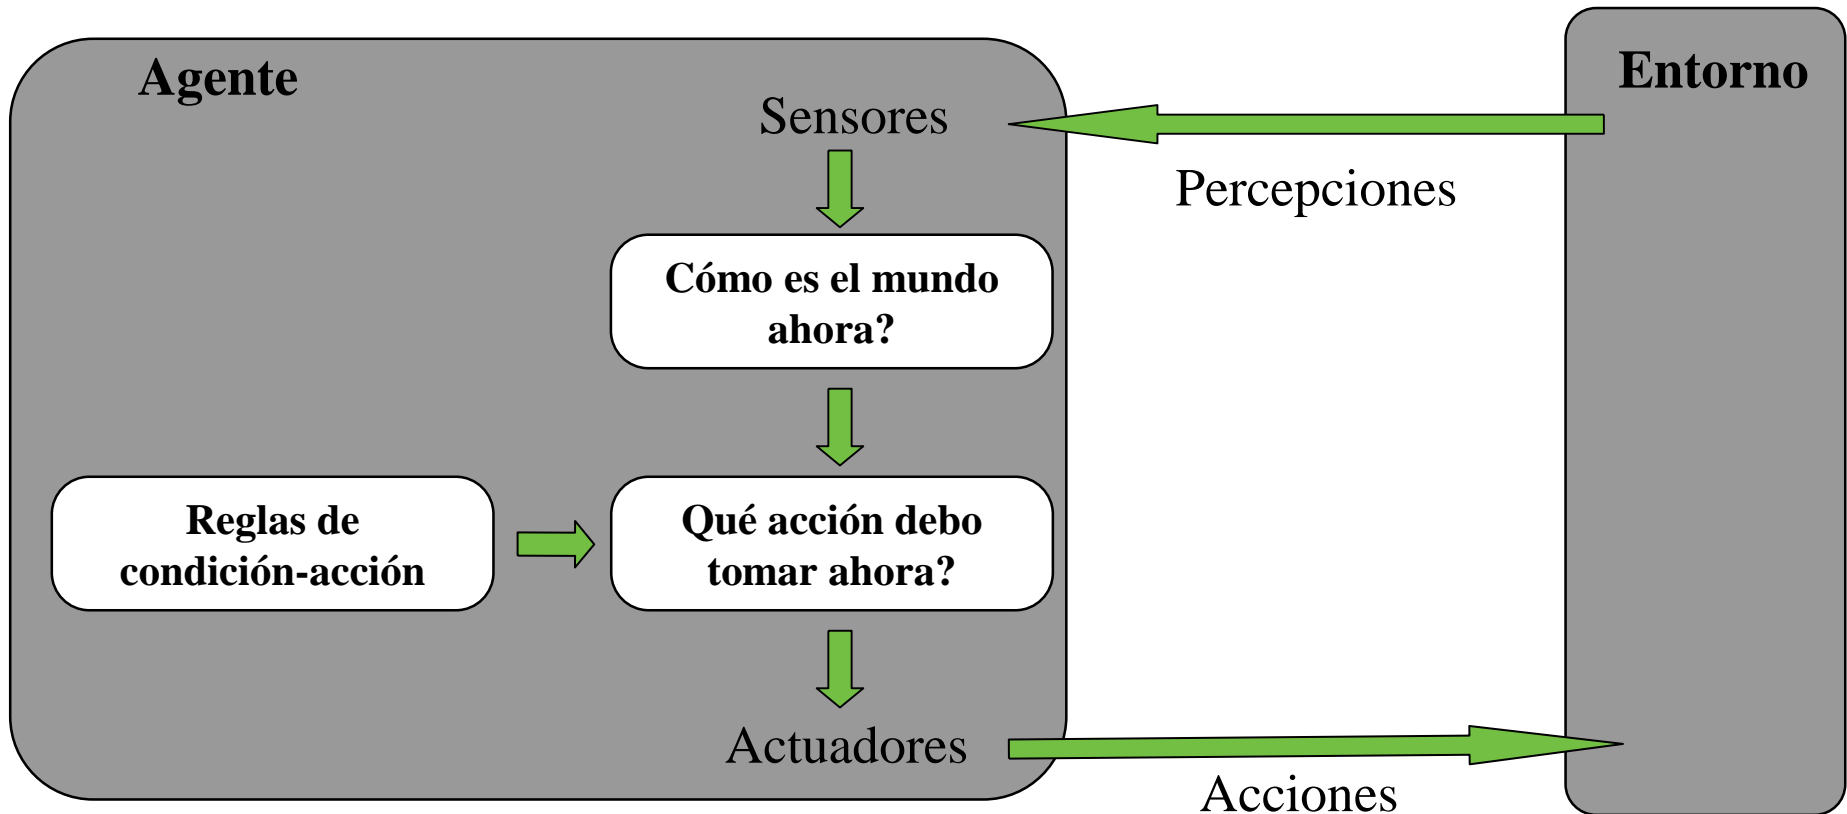 Agente
Entorno
Sensores
Percepciones
Cómo es el mundo
ahora?
Reglas de
condición-acción
Qué acción debo
tomar ahora?
Actuadores
Acciones